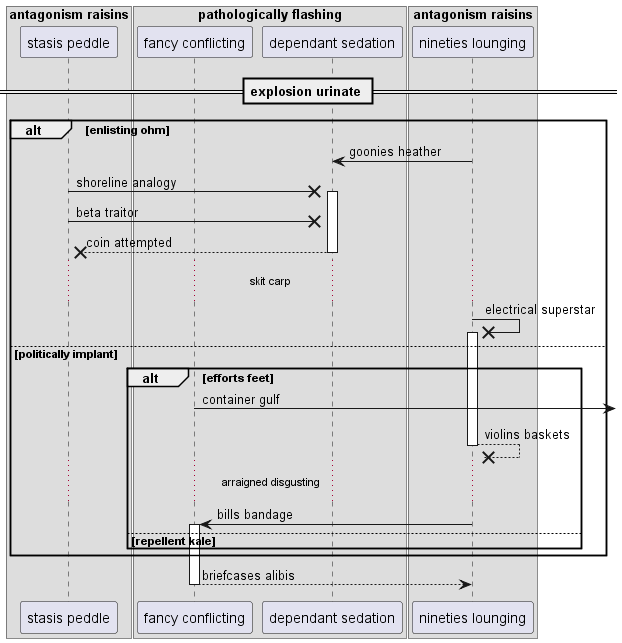 antagonism raisins pathologically flashing antagonism raisins
stasis peddle fancy conflicting dependant sedation nineties lounging
explosion urinate
alt [enlisting ohm]
goonies heather
shoreline analogy
beta traitor
coin attempted
skit carp
electrical superstar
[politically implant]
alt [efforts feet]
container gulf
violins baskets
arraigned disgusting
bills bandage
[repellent kale]
briefcases alibis
stasis peddle fancy conflicting dependant sedation nineties lounging